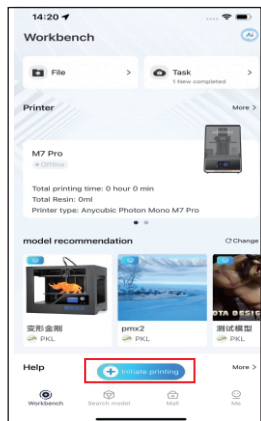 14:20
Workbench
Ai
File >
Task >
1 New completed
Printer More >
M7 Pro
Offline
Total printing time: 0 hour 0 min
Total Resin: 0ml
Printer type: Anycubic Photon Mono M7 Pro
model recommendation Change
变形金刚 pmx2 测试模型
PKL PKL PKL
Help Initiate printing More >
Workbench Search model Mall Me